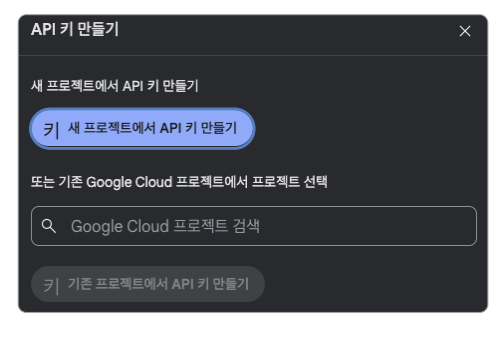 API 키 만들기
새 프로젝트에서 API 키 만들기
키 새 프로젝트에서 API 키 만들기
또는 기존 Google Cloud 프로젝트에서 프로젝트 선택
Google Cloud 프로젝트 검색
키 기존 프로젝트에서 API 키 만들기